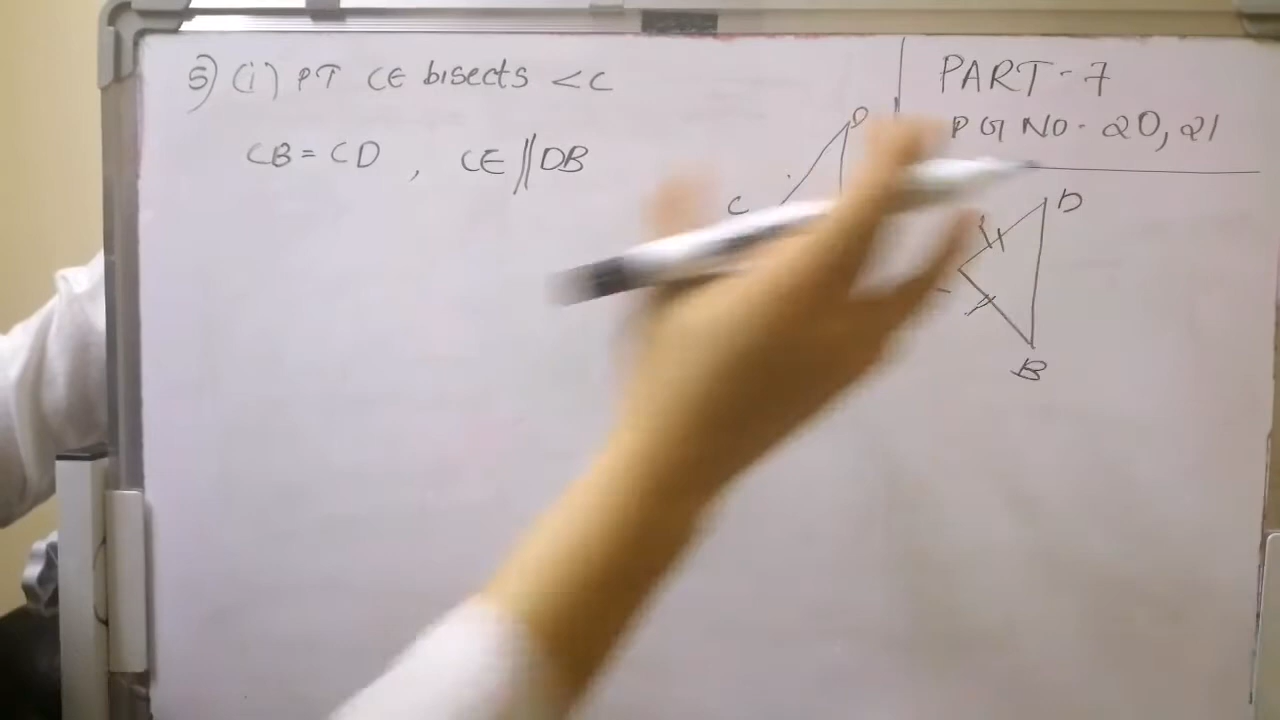 5) (i) PT CE bisects <C
CB = CD , CE || DB
PART - 7
PG NO - 20, 21
D
C
D
B